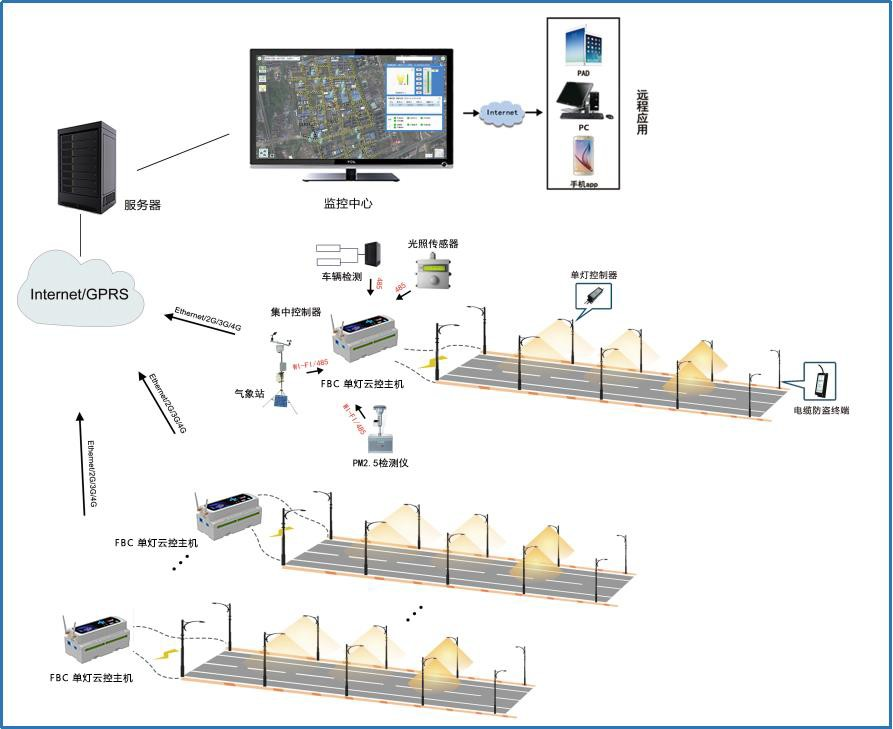 PAD
Internet
PC
手机app
远程应用
TCL
服务器
监控中心
Internet/GPRS
车辆检测
光照传感器
485
485
单灯控制器
Ethernet/2G/3G/4G
集中控制器
WI-FI/485
FBC 单灯云控主机
气象站
电缆防盗终端
Ethernet/2G/3G/4G
WI-FI/485
PM2.5检测仪
Ethernet/2G/3G/4G
FBC 单灯云控主机
FBC 单灯云控主机